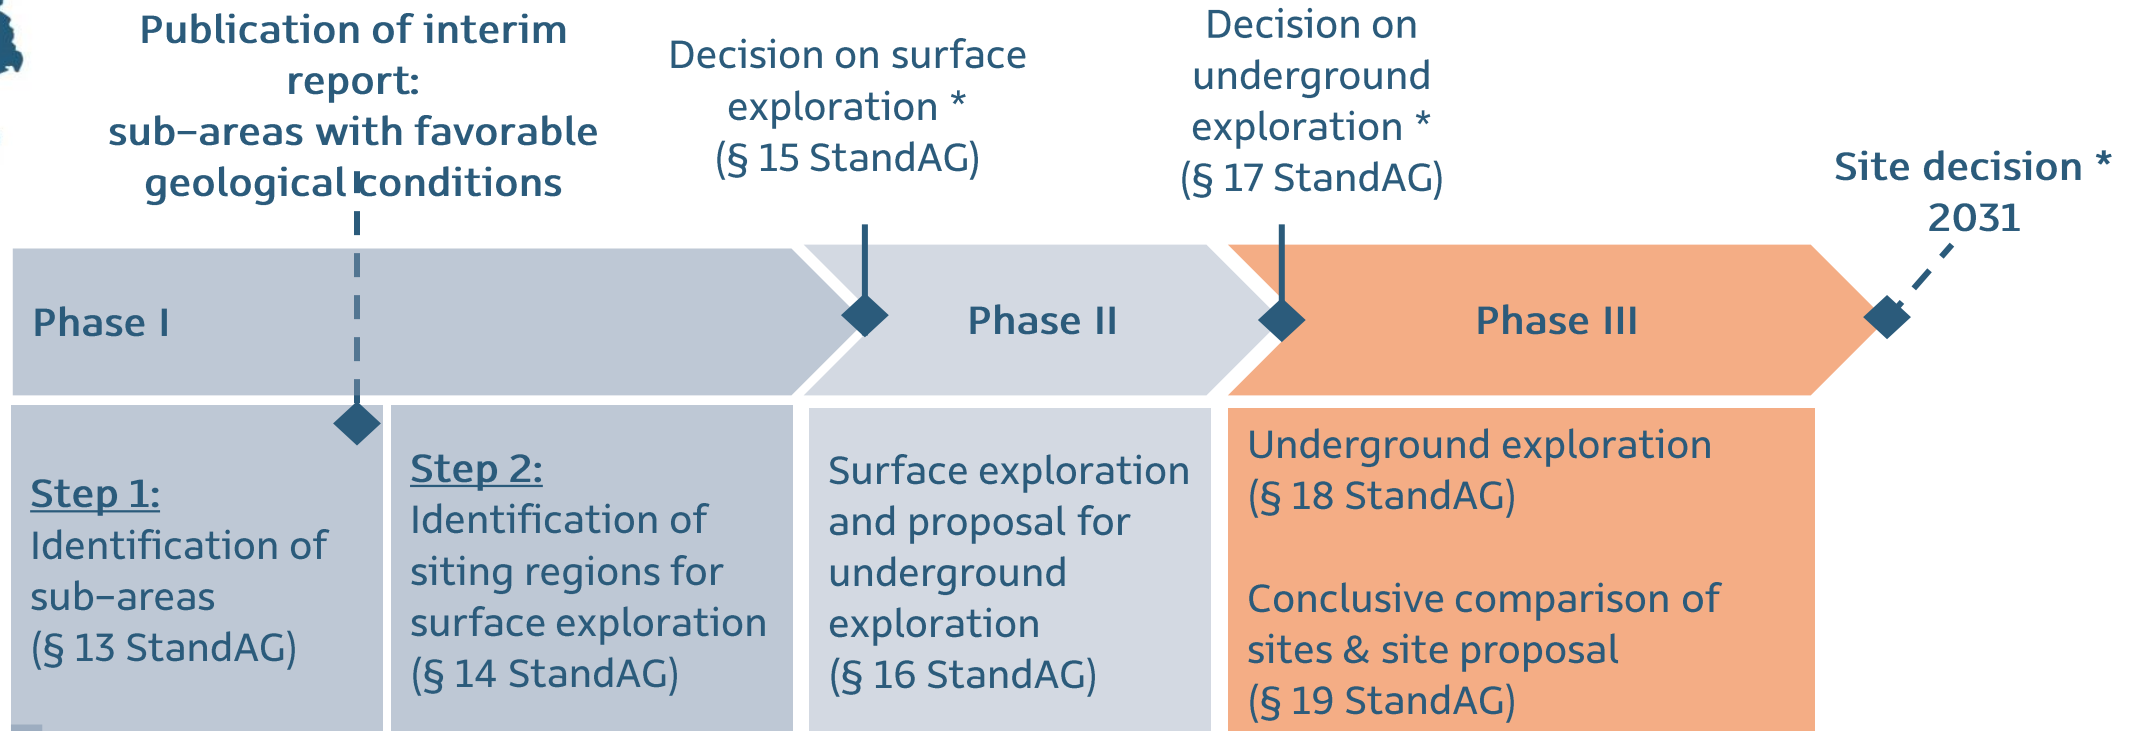 Publication of interim
report:
sub-areas with favorable
geological conditions
Decision on surface
exploration *
(§ 15 StandAG)
Decision on
underground
exploration *
(§ 17 StandAG)
Site decision *
2031
Phase I
Phase II
Phase III
Step 1:
Identification of
sub-areas
(§ 13 StandAG)
Step 2:
Identification of
siting regions for
surface exploration
(§ 14 StandAG)
Surface exploration
and proposal for
underground
exploration
(§ 16 StandAG)
Underground exploration
(§ 18 StandAG)
Conclusive comparison of
sites & site proposal
(§ 19 StandAG)